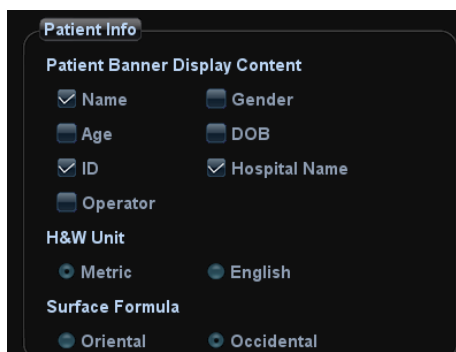 Patient Info
Patient Banner Display Content
Name Gender
Age DOB
ID Hospital Name
Operator
H&W Unit
Metric English
Surface Formula
Oriental Occidental